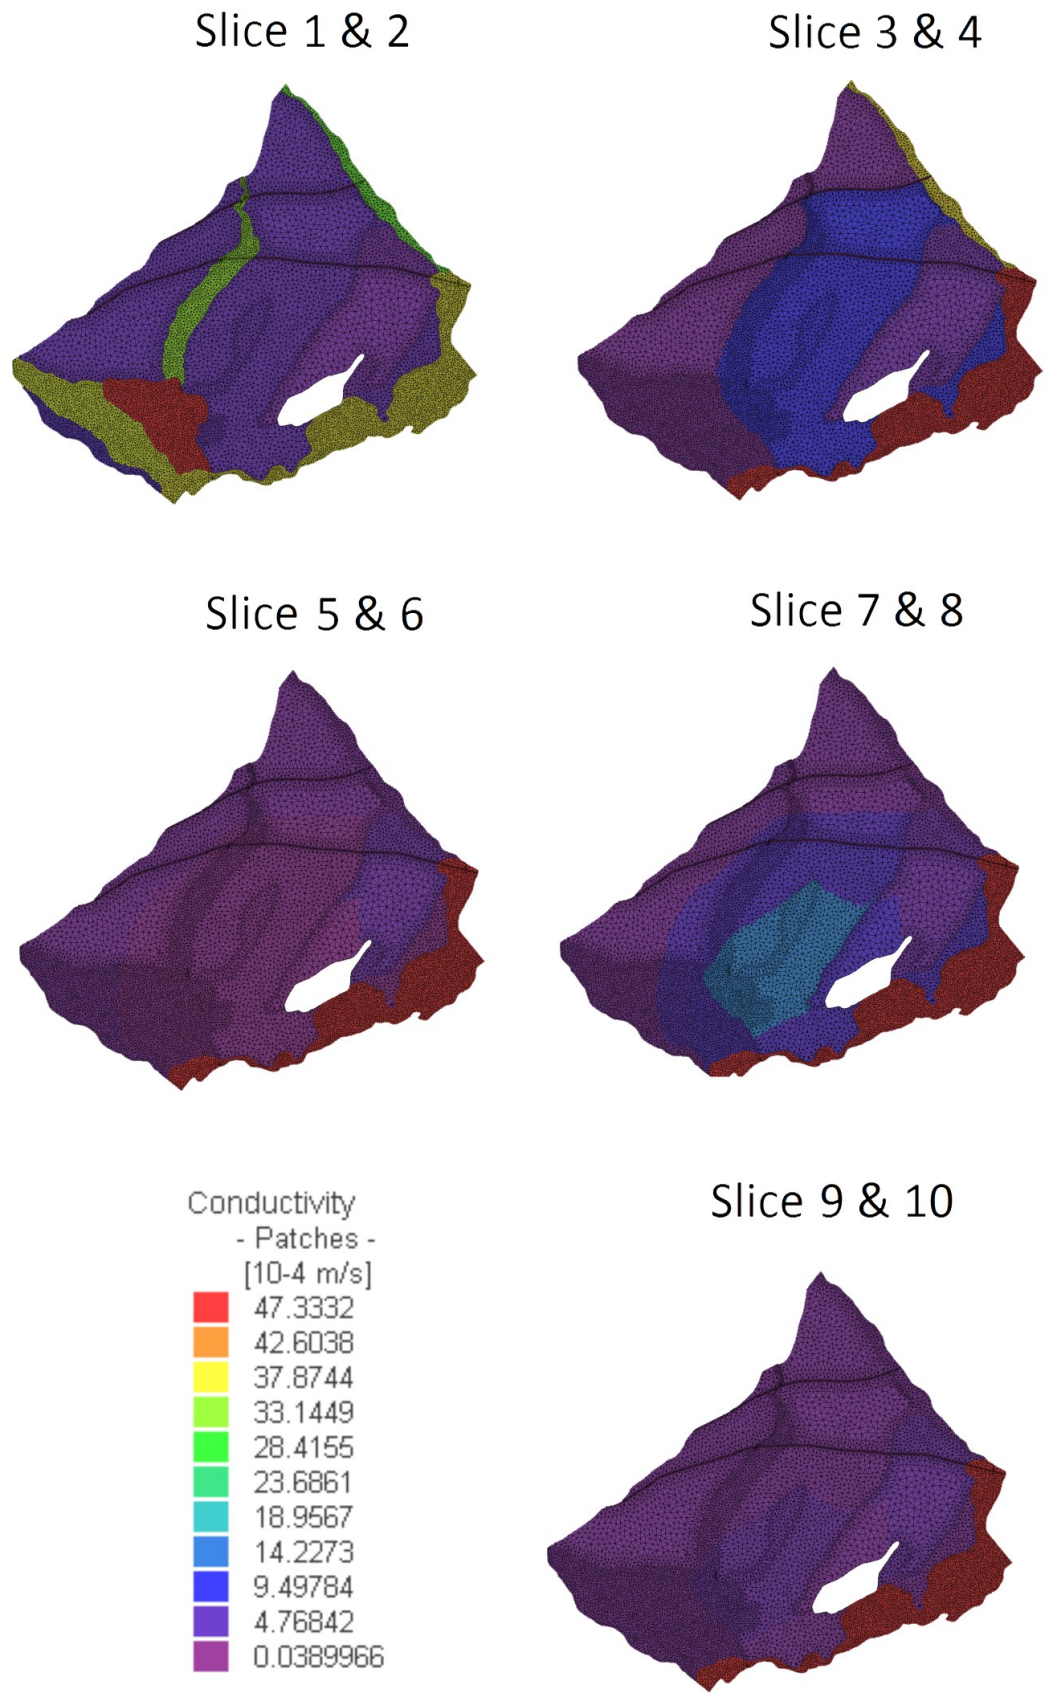 Slice 1 & 2
Slice 3 & 4
Slice 5 & 6
Slice 7 & 8
Conductivity
- Patches -
[10-4 m/s]
47.3332
42.6038
37.8744
33.1449
28.4155
23.6861
18.9567
14.2273
9.49784
4.76842
0.0389966
Slice 9 & 10